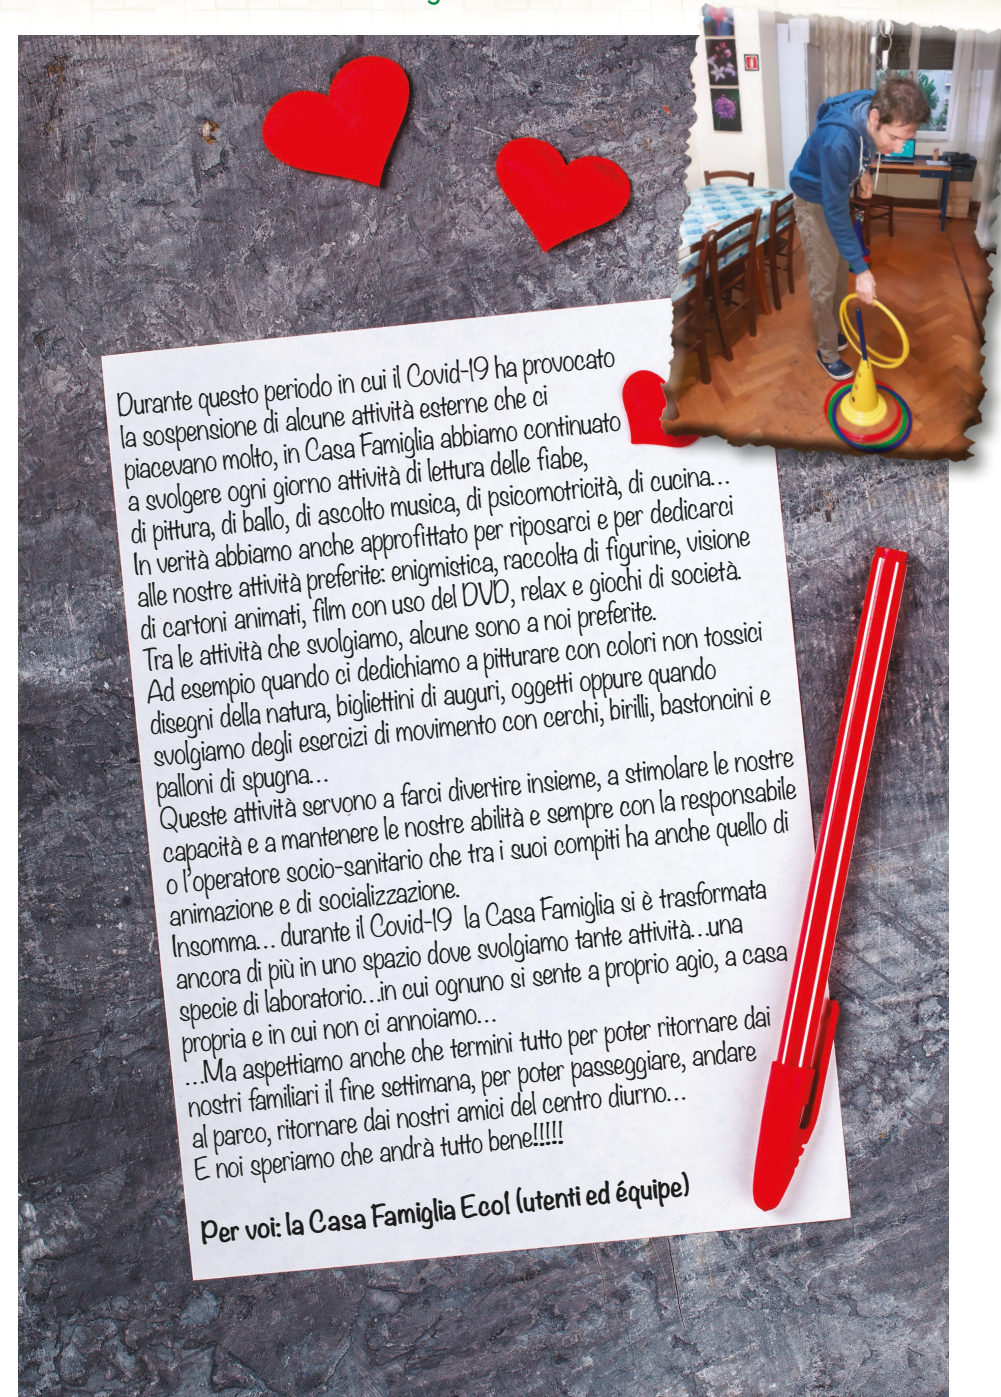 Durante questo periodo in cui il Covid-19 ha provocato
la sospensione di alcune attività esterne che ci
piacevano molto, in Casa Famiglia abbiamo continuato
a svolgere ogni giorno attività di lettura delle fiabe,
di pittura, di ballo, di ascolto musica, di psicomotricità, di cucina...
In verità abbiamo anche approfittato per riposarci e per dedicarci
alle nostre attività preferite: enigmistica, raccolta di figurine, visione
di cartoni animati, film con uso del DVD, relax e giochi di società.
Tra le attività che svolgiamo, alcune sono a noi preferite.
Ad esempio quando ci dedichiamo a pitturare con colori non tossici
disegni della natura, bigliettini di auguri, oggetti oppure quando
svolgiamo degli esercizi di movimento con cerchi, birilli, bastoncini e
palloni di spugna...
Queste attività servono a farci divertire insieme, a stimolare le nostre
capacità e a mantenere le nostre abilità e sempre con la responsabile
o l'operatore socio-sanitario che tra i suoi compiti ha anche quello di
animazione e di socializzazione.
Insomma... durante il Covid-19 la Casa Famiglia si è trasformata
ancora di più in uno spazio dove svolgiamo tante attività...una
specie di laboratorio...in cui ognuno si sente a proprio agio, a casa
propria e in cui non ci annoiamo...
...Ma aspettiamo anche che termini tutto per poter ritornare dai
nostri familiari il fine settimana, per poter passeggiare, andare
al parco, ritornare dai nostri amici del centro diurno...
E noi speriamo che andrà tutto bene!!!!!
Per voi: la Casa Famiglia Ecol (utenti ed équipe)